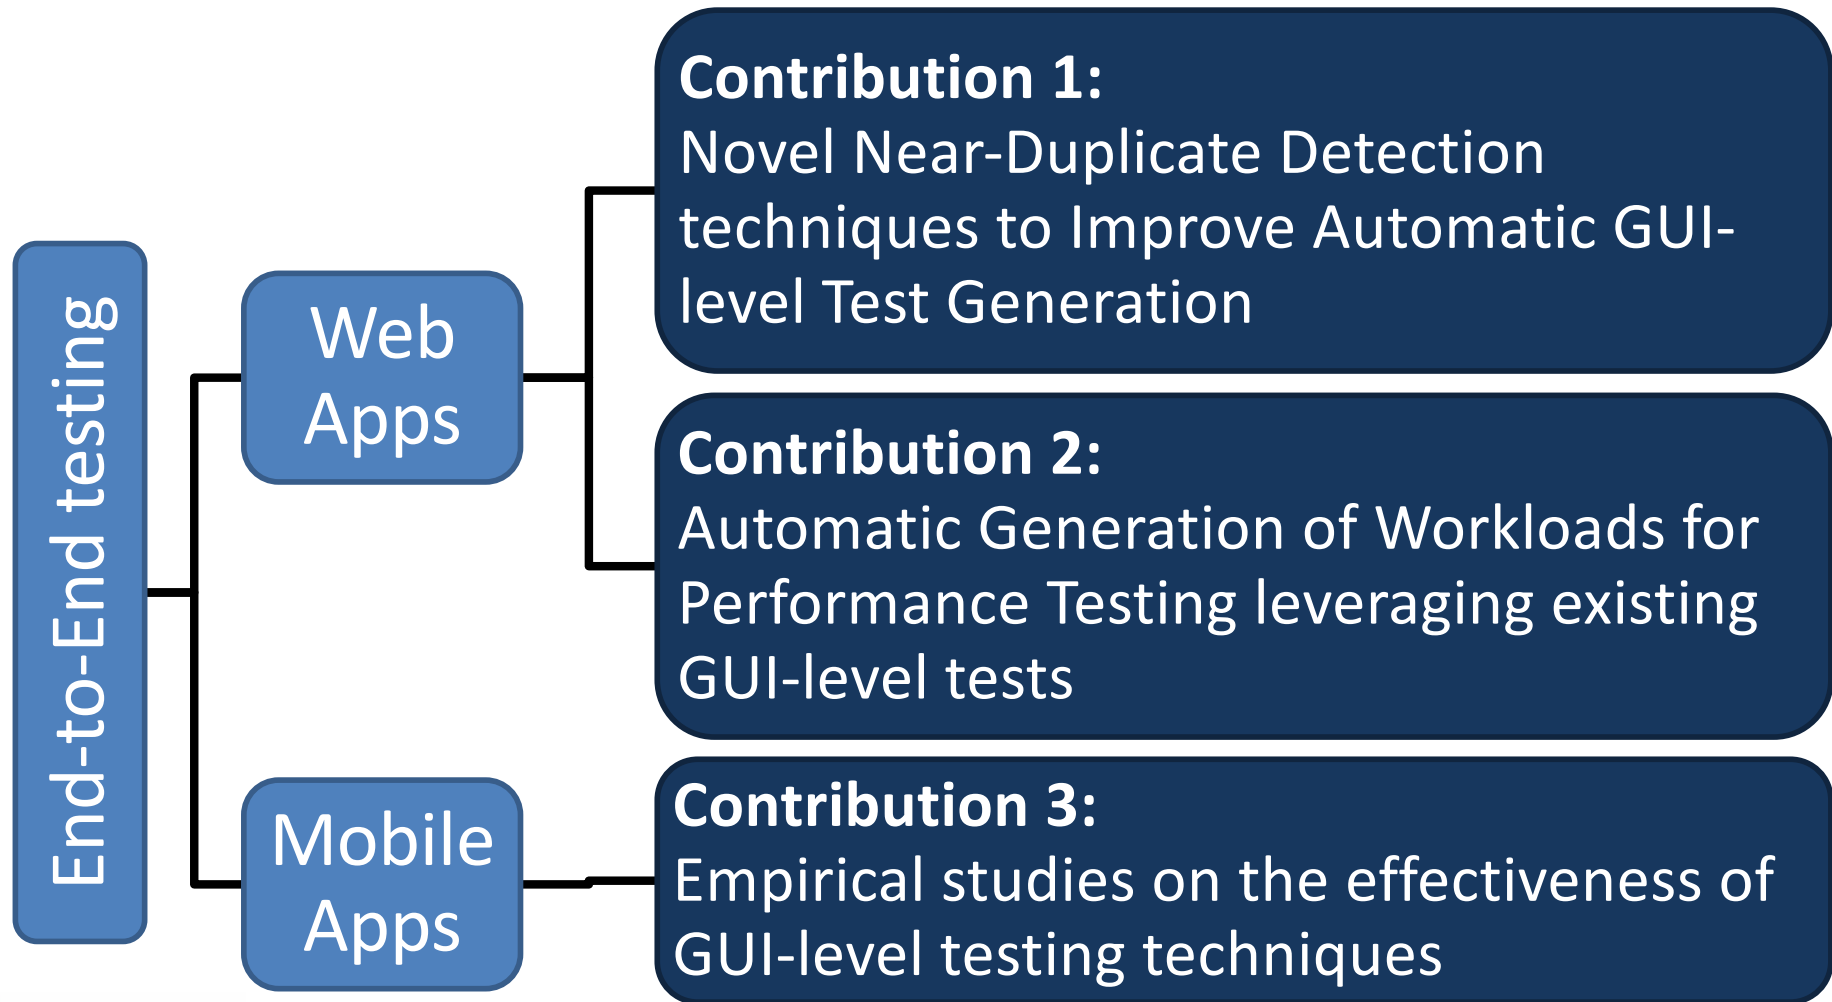 End-to-End testing
Web
Apps
Mobile
Apps
Contribution 1:
Novel Near-Duplicate Detection
techniques to Improve Automatic GUI-
level Test Generation
Contribution 2:
Automatic Generation of Workloads for
Performance Testing leveraging existing
GUI-level tests
Contribution 3:
Empirical studies on the effectiveness of
GUI-level testing techniques